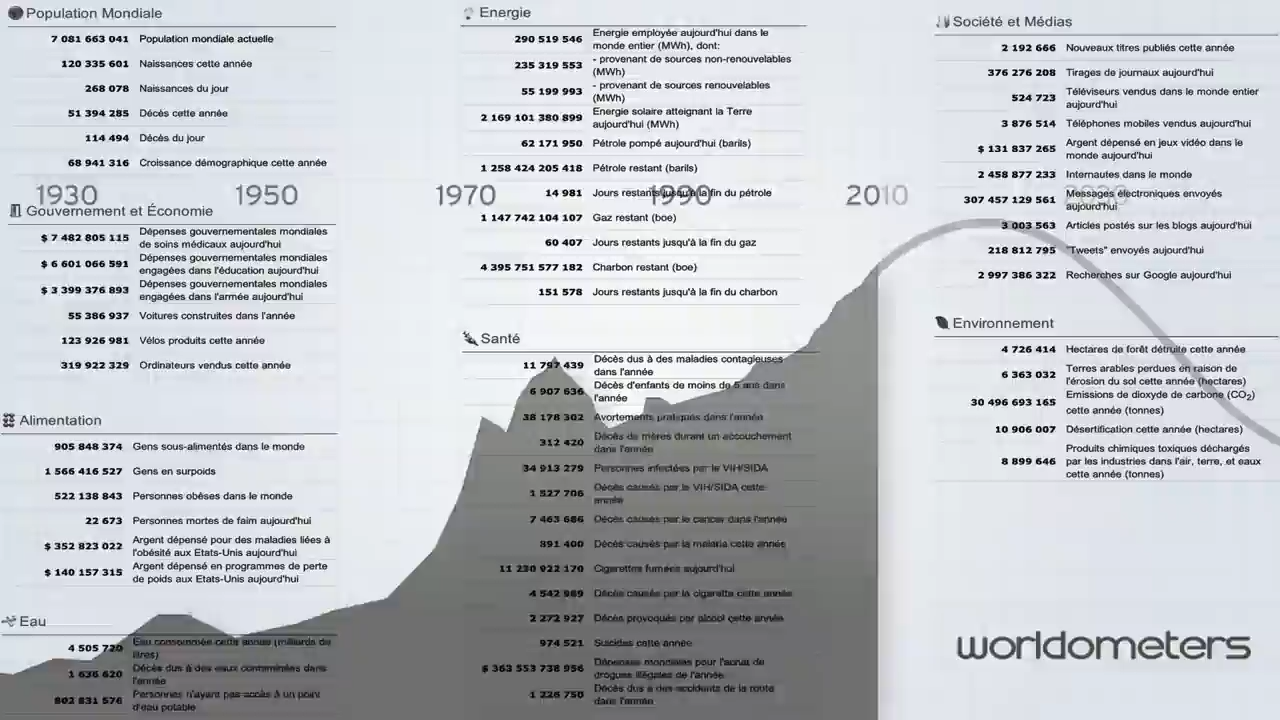 Population Mondiale
7 081 663 041 Population mondiale actuelle
120 335 601 Naissances cette année
268 078 Naissances du jour
51 394 285 Décès cette année
114 494 Décès du jour
68 941 316 Croissance démographique cette année
1930 1950 1970 1990 2010 2030
Gouvernement et Économie
$ 7 482 805 115 Dépenses gouvernementales mondiales
de soins médicaux aujourd'hui
$ 6 601 066 591 Dépenses gouvernementales mondiales
engagées dans l'éducation aujourd'hui
$ 3 399 376 893 Dépenses gouvernementales mondiales
engagées dans l'armée aujourd'hui
55 386 937 Voitures construites dans l'année
123 926 981 Vélos produits cette année
319 922 329 Ordinateurs vendus cette année
Alimentation
905 848 374 Gens sous-alimentés dans le monde
1 566 416 527 Gens en surpoids
522 138 843 Personnes obèses dans le monde
22 673 Personnes mortes de faim aujourd'hui
$ 352 823 022 Argent dépensé pour des maladies liées à
l'obésité aux Etats-Unis aujourd'hui
$ 140 157 315 Argent dépensé en programmes de perte
de poids aux Etats-Unis aujourd'hui
Eau
4 505 720 Eau consommée cette année (milliards de
litres)
1 636 620 Décès dus à des eaux contaminées dans
l'année
802 831 576 Personnes n'ayant pas accès à un point
d'eau potable
Energie
290 519 546 Energie employée aujourd'hui dans le
monde entier (MWh), dont:
235 319 553 - provenant de sources non-renouvelables
(MWh)
55 199 993 - provenant de sources renouvelables
(MWh)
2 169 101 380 899 Energie solaire atteignant la Terre
aujourd'hui (MWh)
62 171 950 Pétrole pompé aujourd'hui (barils)
1 258 424 205 418 Pétrole restant (barils)
14 981 Jours restants jusqu'à la fin du pétrole
1 147 742 104 107 Gaz restant (boe)
60 407 Jours restants jusqu'à la fin du gaz
4 395 751 577 182 Charbon restant (boe)
151 578 Jours restants jusqu'à la fin du charbon
Santé
11 797 439 Décès dus à des maladies contagieuses
dans l'année
6 907 636 Décès d'enfants de moins de 5 ans dans
l'année
38 178 302 Avortements pratiqués dans l'année
312 420 Décès de mères durant un accouchement
dans l'année
34 913 279 Personnes infectées par le VIH/SIDA
1 527 706 Décès causés par le VIH/SIDA cette
année
7 463 686 Décès causés par le cancer dans l'année
891 400 Décès causés par la malaria cette année
11 230 922 170 Cigarettes fumées aujourd'hui
4 542 989 Décès causés par la cigarette cette année
2 272 927 Décès provoqués par alcool cette année
974 521 Suicides cette année
$ 363 553 738 956 Dépenses mondiales pour l'achat de
drogues illégales de l'année
1 226 750 Décès dus à des accidents de la route
dans l'année
Société et Médias
2 192 666 Nouveaux titres publiés cette année
376 276 208 Tirages de journaux aujourd'hui
524 723 Téléviseurs vendus dans le monde entier
aujourd'hui
3 876 514 Téléphones mobiles vendus aujourd'hui
$ 131 837 265 Argent dépensé en jeux vidéo dans le
monde aujourd'hui
2 458 877 233 Internautes dans le monde
307 457 129 561 Messages électroniques envoyés
aujourd'hui
3 003 563 Articles postés sur les blogs aujourd'hui
218 812 795 "Tweets" envoyés aujourd'hui
2 997 386 322 Recherches sur Google aujourd'hui
Environnement
4 726 414 Hectares de forêt détruite cette année
6 363 032 Terres arables perdues en raison de
l'érosion du sol cette année (hectares)
30 496 693 165 Emissions de dioxyde de carbone (CO₂)
cette année (tonnes)
10 906 007 Désertification cette année (hectares)
8 899 646 Produits chimiques toxiques déchargés
par les industries dans l'air, terre, et eaux
cette année (tonnes)
worldometers